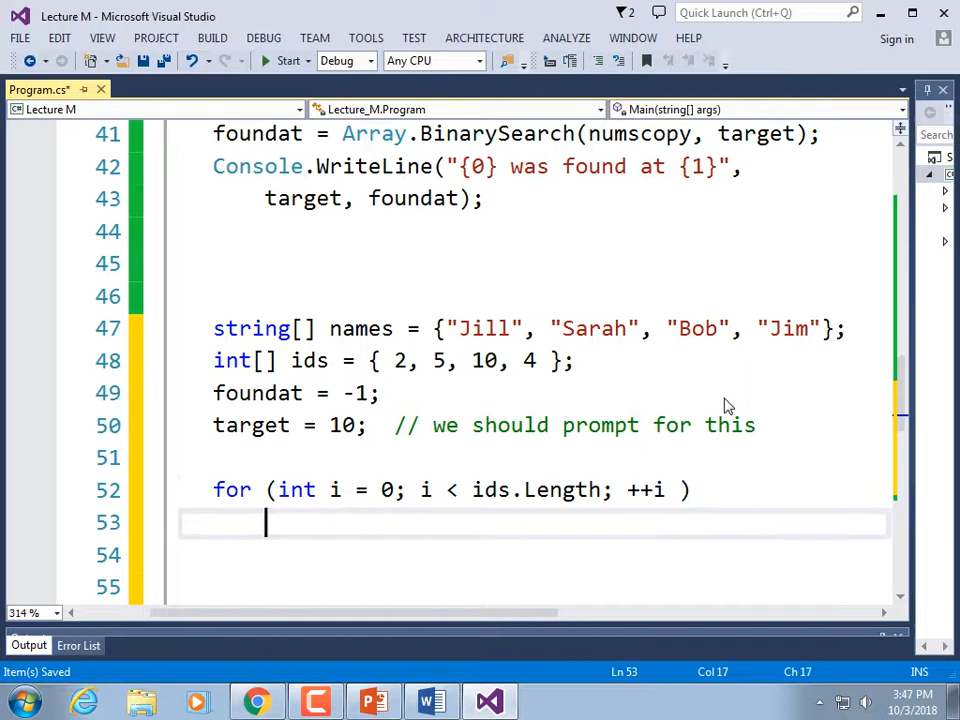 Lecture M - Microsoft Visual Studio
2
Quick Launch (Ctrl+Q)
FILE EDIT VIEW PROJECT BUILD DEBUG TEAM TOOLS TEST ARCHITECTURE ANALYZE WINDOW HELP
Sign in
Start Debug Any CPU
Program.cs*
Lecture M Lecture_M.Program Main(string[] args)
Search
41 foundat = Array.BinarySearch(numscopy, target);
42 Console.WriteLine("{0} was found at {1}",
43 target, foundat);
44
45
46
47 string[] names = {"Jill", "Sarah", "Bob", "Jim"};
48 int[] ids = { 2, 5, 10, 4 };
49 foundat = -1;
50 target = 10; // we should prompt for this
51
52 for (int i = 0; i < ids.Length; ++i )
53
54
55
314 %
Output Error List
Item(s) Saved Ln 53 Col 17 Ch 17 INS
3:47 PM
10/3/2018